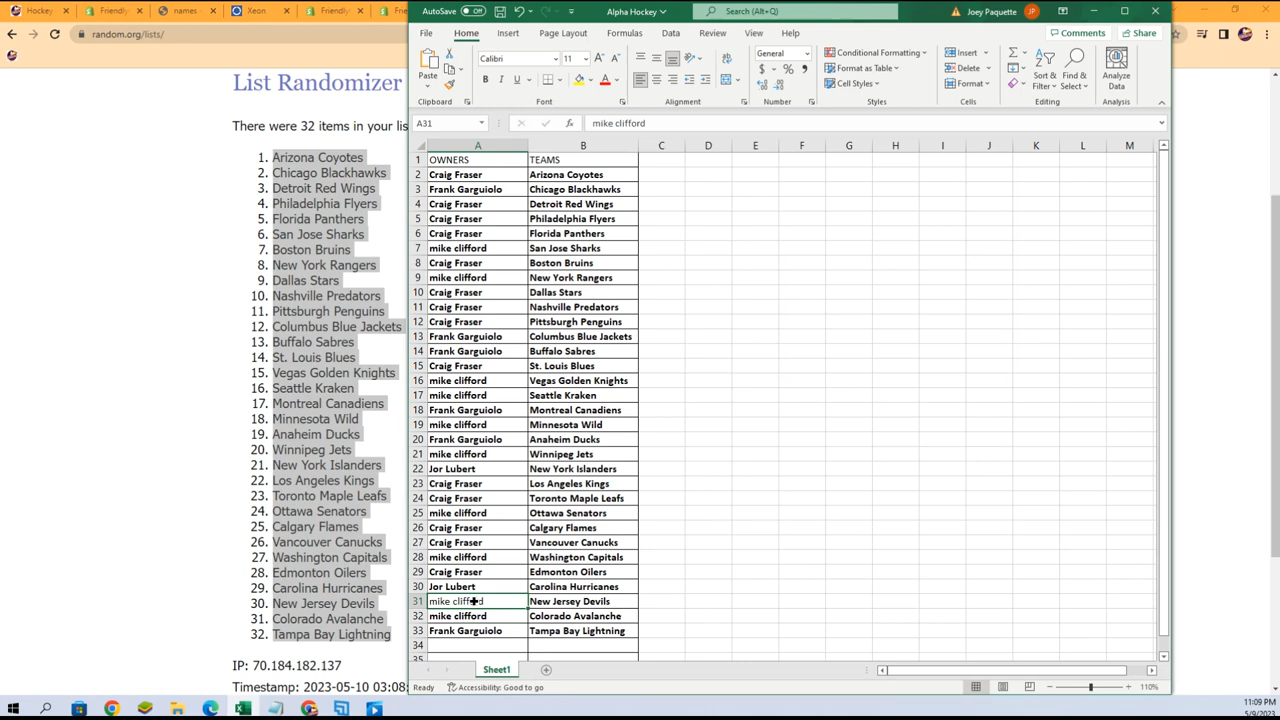 Hockey
Friendly
names -
Xeon
Friendly
Frie
random.org/lists/
List Randomizer
There were 32 items in your lis
1. Arizona Coyotes
2. Chicago Blackhawks
3. Detroit Red Wings
4. Philadelphia Flyers
5. Florida Panthers
6. San Jose Sharks
7. Boston Bruins
8. New York Rangers
9. Dallas Stars
10. Nashville Predators
11. Pittsburgh Penguins
12. Columbus Blue Jackets
13. Buffalo Sabres
14. St. Louis Blues
15. Vegas Golden Knights
16. Seattle Kraken
17. Montreal Canadiens
18. Minnesota Wild
19. Anaheim Ducks
20. Winnipeg Jets
21. New York Islanders
22. Los Angeles Kings
23. Toronto Maple Leafs
24. Ottawa Senators
25. Calgary Flames
26. Vancouver Canucks
27. Washington Capitals
28. Edmonton Oilers
29. Carolina Hurricanes
30. New Jersey Devils
31. Colorado Avalanche
32. Tampa Bay Lightning
IP: 70.184.182.137
Timestamp: 2023-05-10 03:08:
AutoSave Off
Alpha Hockey
Search (Alt+Q)
Joey Paquette JP
File Home Insert Page Layout Formulas Data Review View Help
Comments Share
Paste
Clipboard
Calibri 11
B I U
Font
Alignment
General
$ % 9
Number
Conditional Formatting
Format as Table
Cell Styles
Styles
Insert
Delete
Format
Cells
Sort & Filter
Find & Select
Editing
Analyze Data
Analysis
A31 fx mike clifford
A B C D E F G H I J K L M
1 OWNERS TEAMS
2 Craig Fraser Arizona Coyotes
3 Frank Garguiolo Chicago Blackhawks
4 Craig Fraser Detroit Red Wings
5 Craig Fraser Philadelphia Flyers
6 Craig Fraser Florida Panthers
7 mike clifford San Jose Sharks
8 Craig Fraser Boston Bruins
9 mike clifford New York Rangers
10 Craig Fraser Dallas Stars
11 Craig Fraser Nashville Predators
12 Craig Fraser Pittsburgh Penguins
13 Frank Garguiolo Columbus Blue Jackets
14 Frank Garguiolo Buffalo Sabres
15 Craig Fraser St. Louis Blues
16 mike clifford Vegas Golden Knights
17 mike clifford Seattle Kraken
18 Frank Garguiolo Montreal Canadiens
19 mike clifford Minnesota Wild
20 Frank Garguiolo Anaheim Ducks
21 mike clifford Winnipeg Jets
22 Jor Lubert New York Islanders
23 Craig Fraser Los Angeles Kings
24 Craig Fraser Toronto Maple Leafs
25 mike clifford Ottawa Senators
26 Craig Fraser Calgary Flames
27 Craig Fraser Vancouver Canucks
28 mike clifford Washington Capitals
29 Craig Fraser Edmonton Oilers
30 Jor Lubert Carolina Hurricanes
31 mike clifford New Jersey Devils
32 mike clifford Colorado Avalanche
33 Frank Garguiolo Tampa Bay Lightning
34
35
Sheet1
Ready Accessibility: Good to go
110%
11:09 PM
5/9/2023